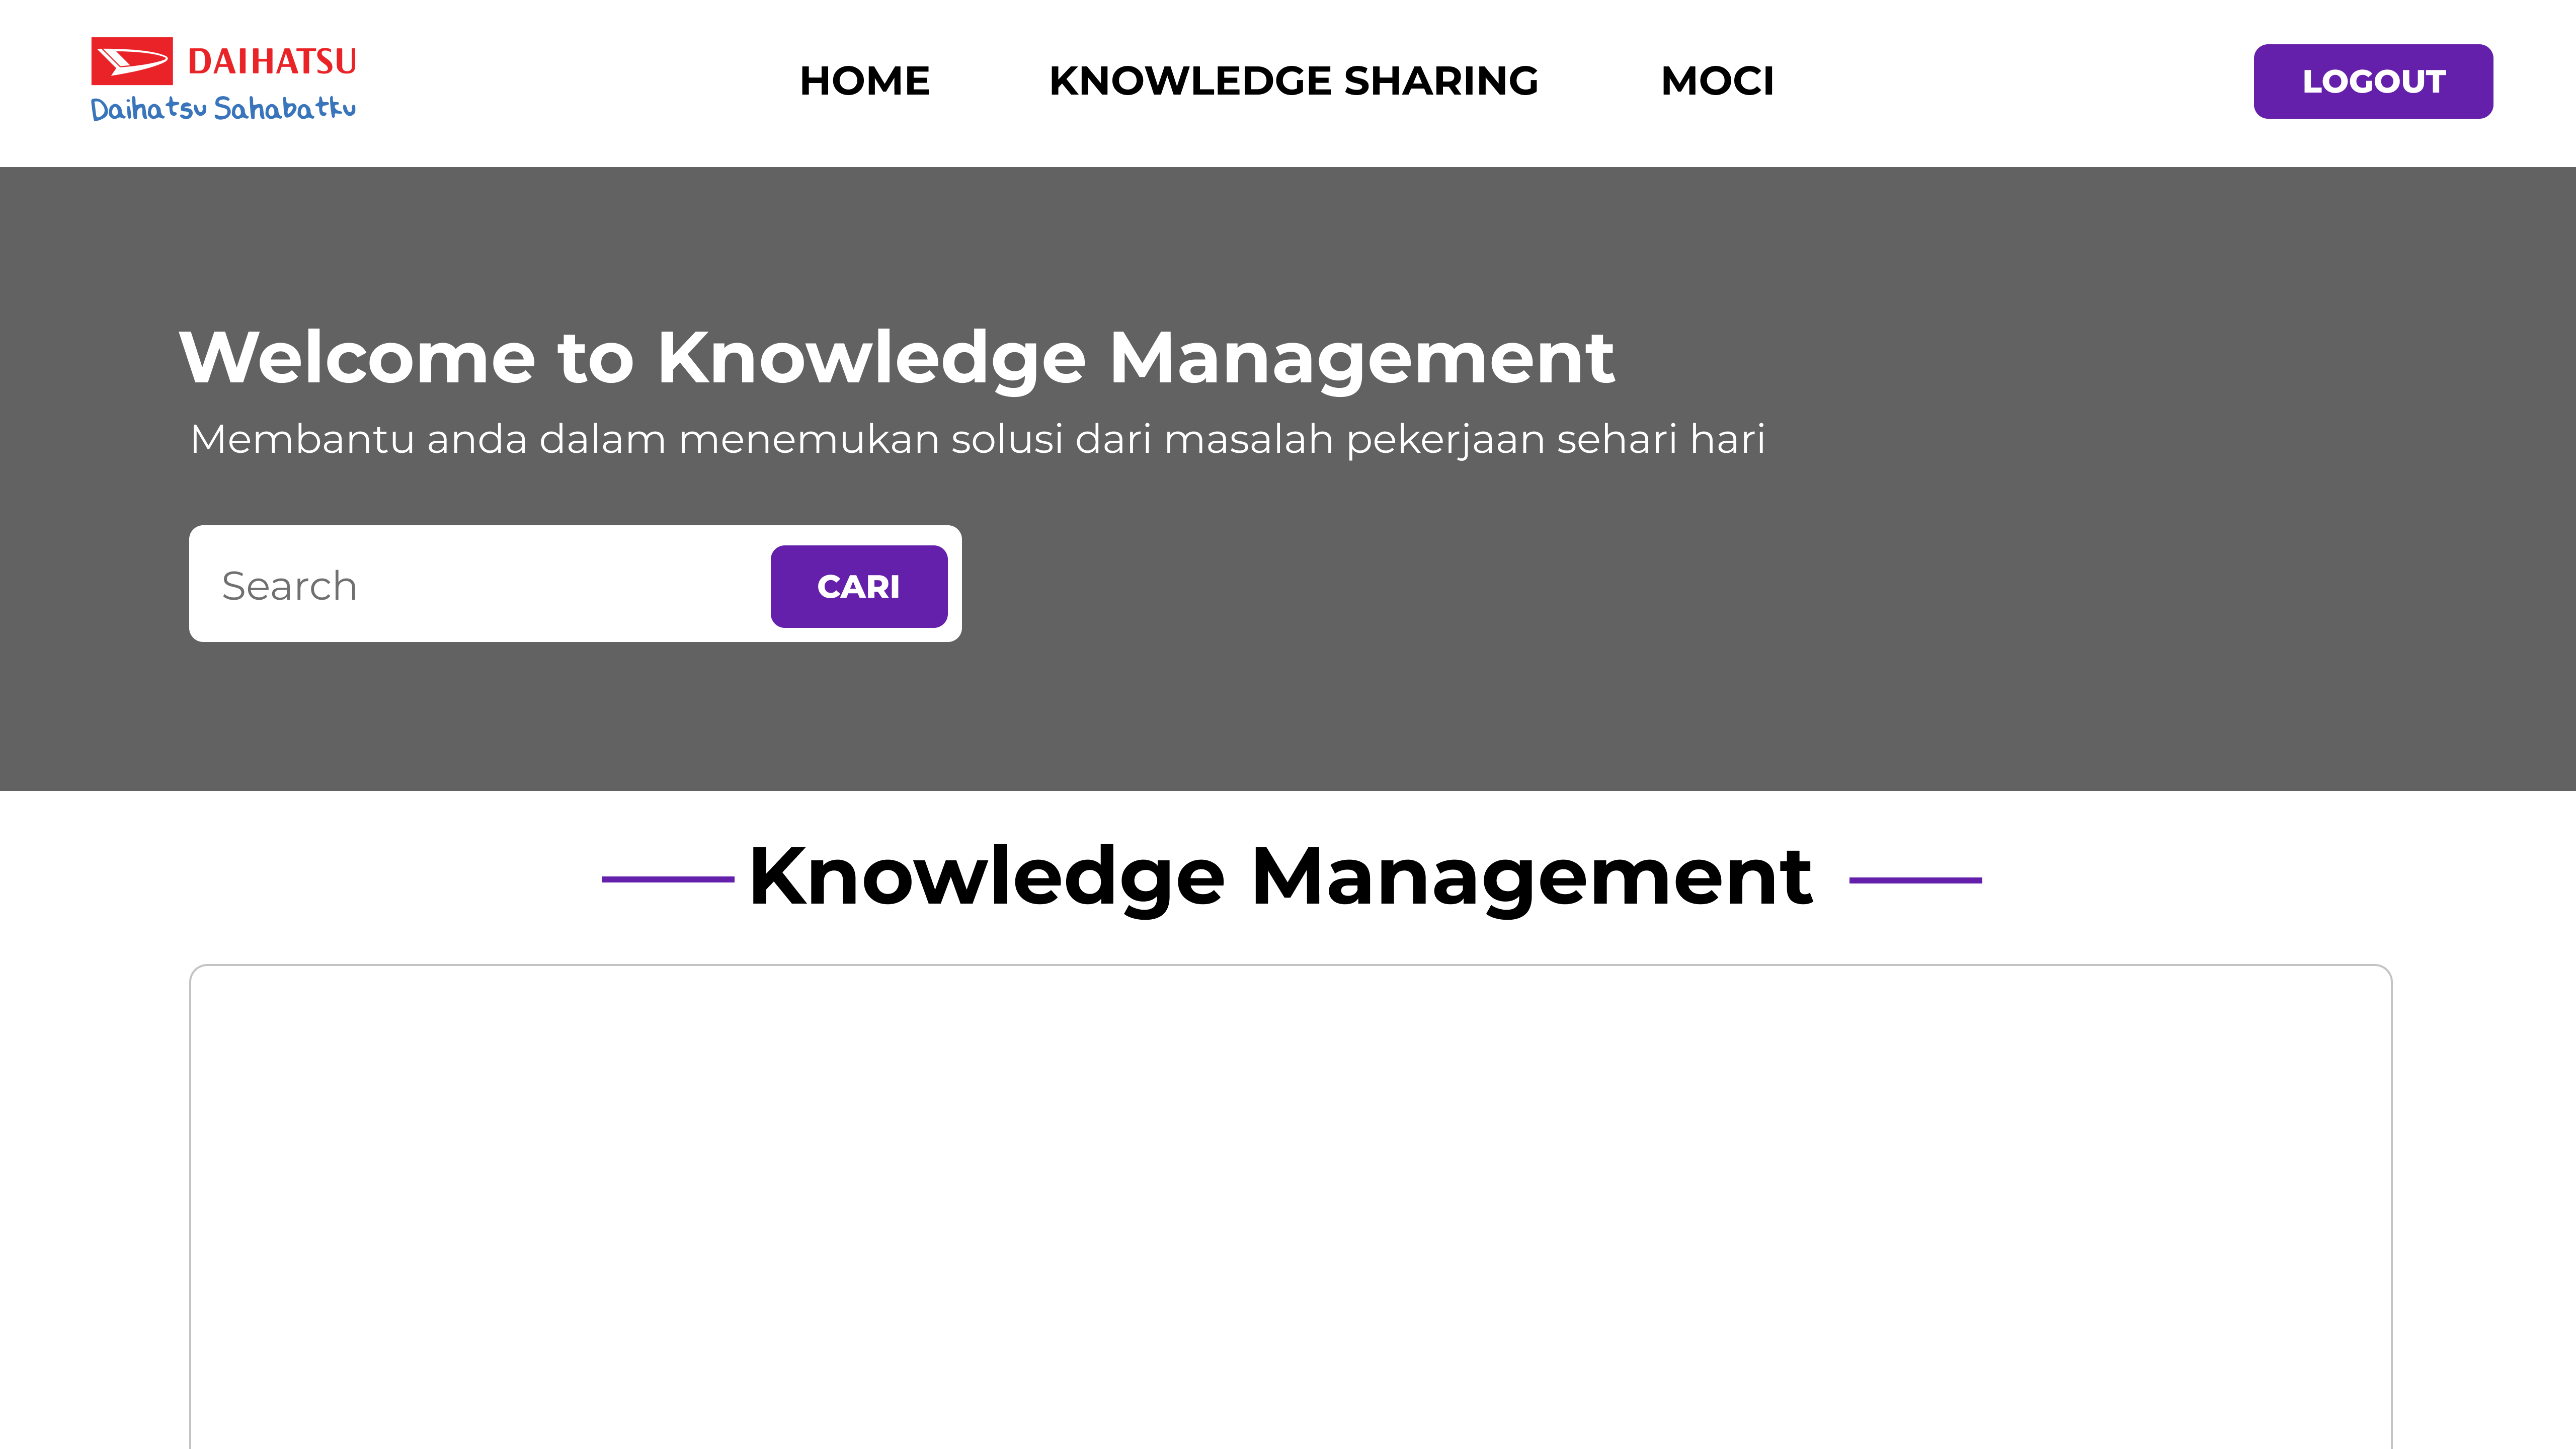 DAIHATSU
Daihatsu Sahabatku
HOME KNOWLEDGE SHARING MOCI LOGOUT
Welcome to Knowledge Management
Membantu anda dalam menemukan solusi dari masalah pekerjaan sehari hari
Search CARI
Knowledge Management